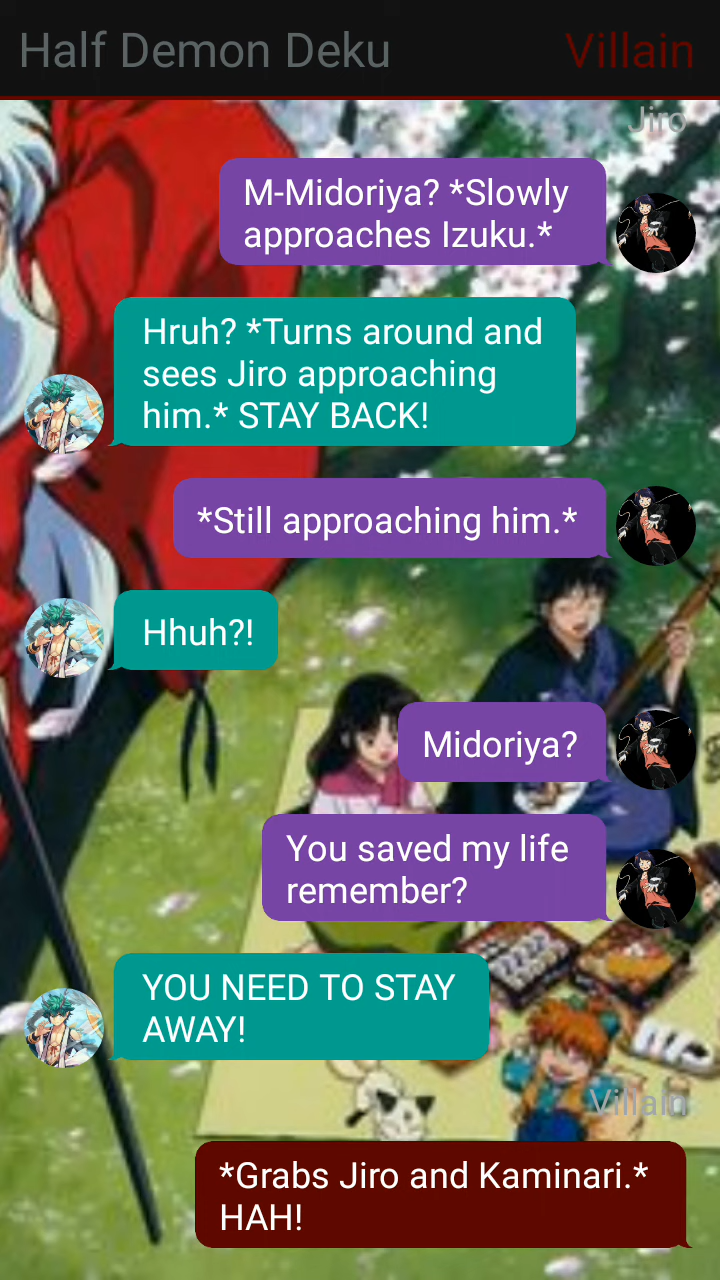 Half Demon Deku
Villain
Jiro
M-Midoriya? *Slowly
approaches Izuku.*
Hruh? *Turns around and
sees Jiro approaching
him.* STAY BACK!
*Still approaching him.*
Hhuh?!
Midoriya?
You saved my life
remember?
YOU NEED TO STAY
AWAY!
Villain
*Grabs Jiro and Kaminari.*
HAH!